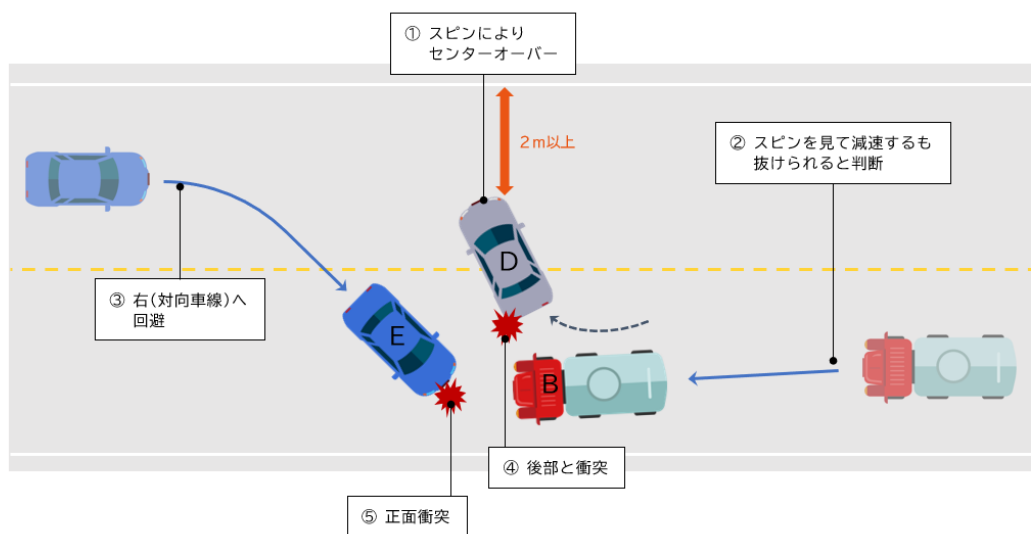 ① スピンにより
センターオーバー
2m以上
② スピンを見て減速するも
抜けられると判断
D
③ 右(対向車線)へ
回避
E
B
④ 後部と衝突
⑤ 正面衝突